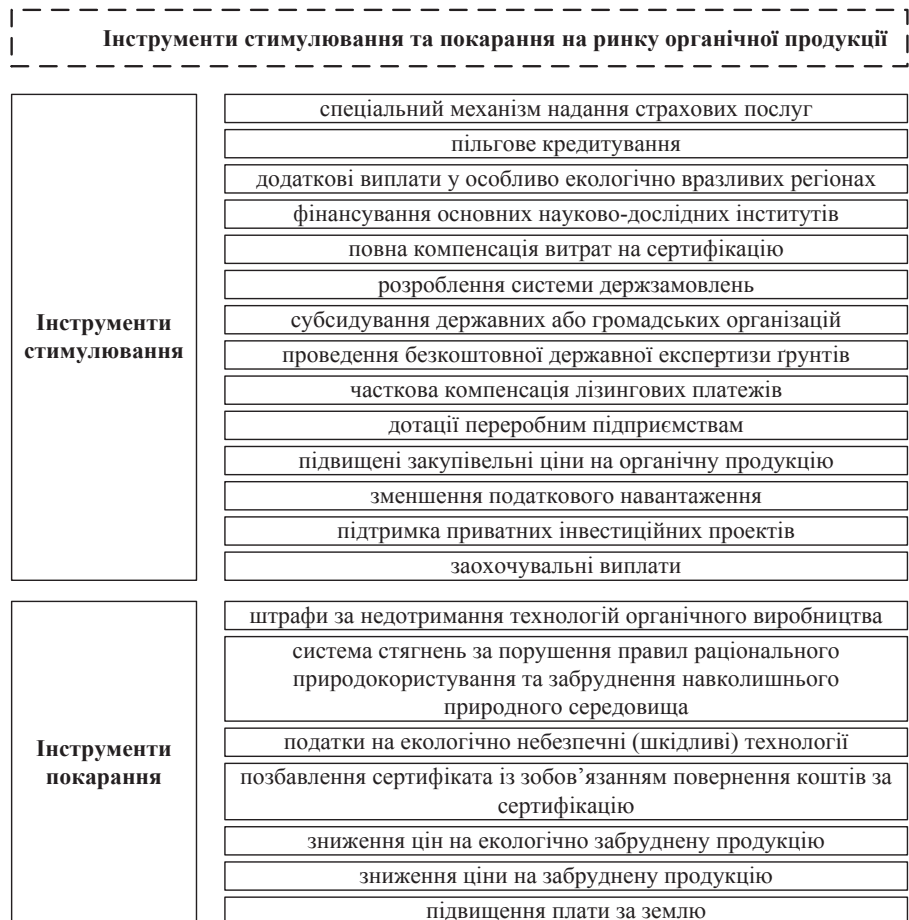 Інструменти стимулювання та покарання на ринку органічної продукції
Інструменти
стимулювання
спеціальний механізм надання страхових послуг
пільгове кредитування
додаткові виплати у особливо екологічно вразливих регіонах
фінансування основних науково-дослідних інститутів
повна компенсація витрат на сертифікацію
розроблення системи держзамовлень
субсидування державних або громадських організацій
проведення безкоштовної державної експертизи ґрунтів
часткова компенсація лізингових платежів
дотації переробним підприємствам
підвищені закупівельні ціни на органічну продукцію
зменшення податкового навантаження
підтримка приватних інвестиційних проектів
заохочувальні виплати
Інструменти
покарання
штрафи за недотримання технологій органічного виробництва
система стягнень за порушення правил раціонального
природокористування та забруднення навколишнього
природного середовища
податки на екологічно небезпечні (шкідливі) технології
позбавлення сертифіката із зобов’язанням повернення коштів за
сертифікацію
зниження цін на екологічно забруднену продукцію
зниження ціни на забруднену продукцію
підвищення плати за землю